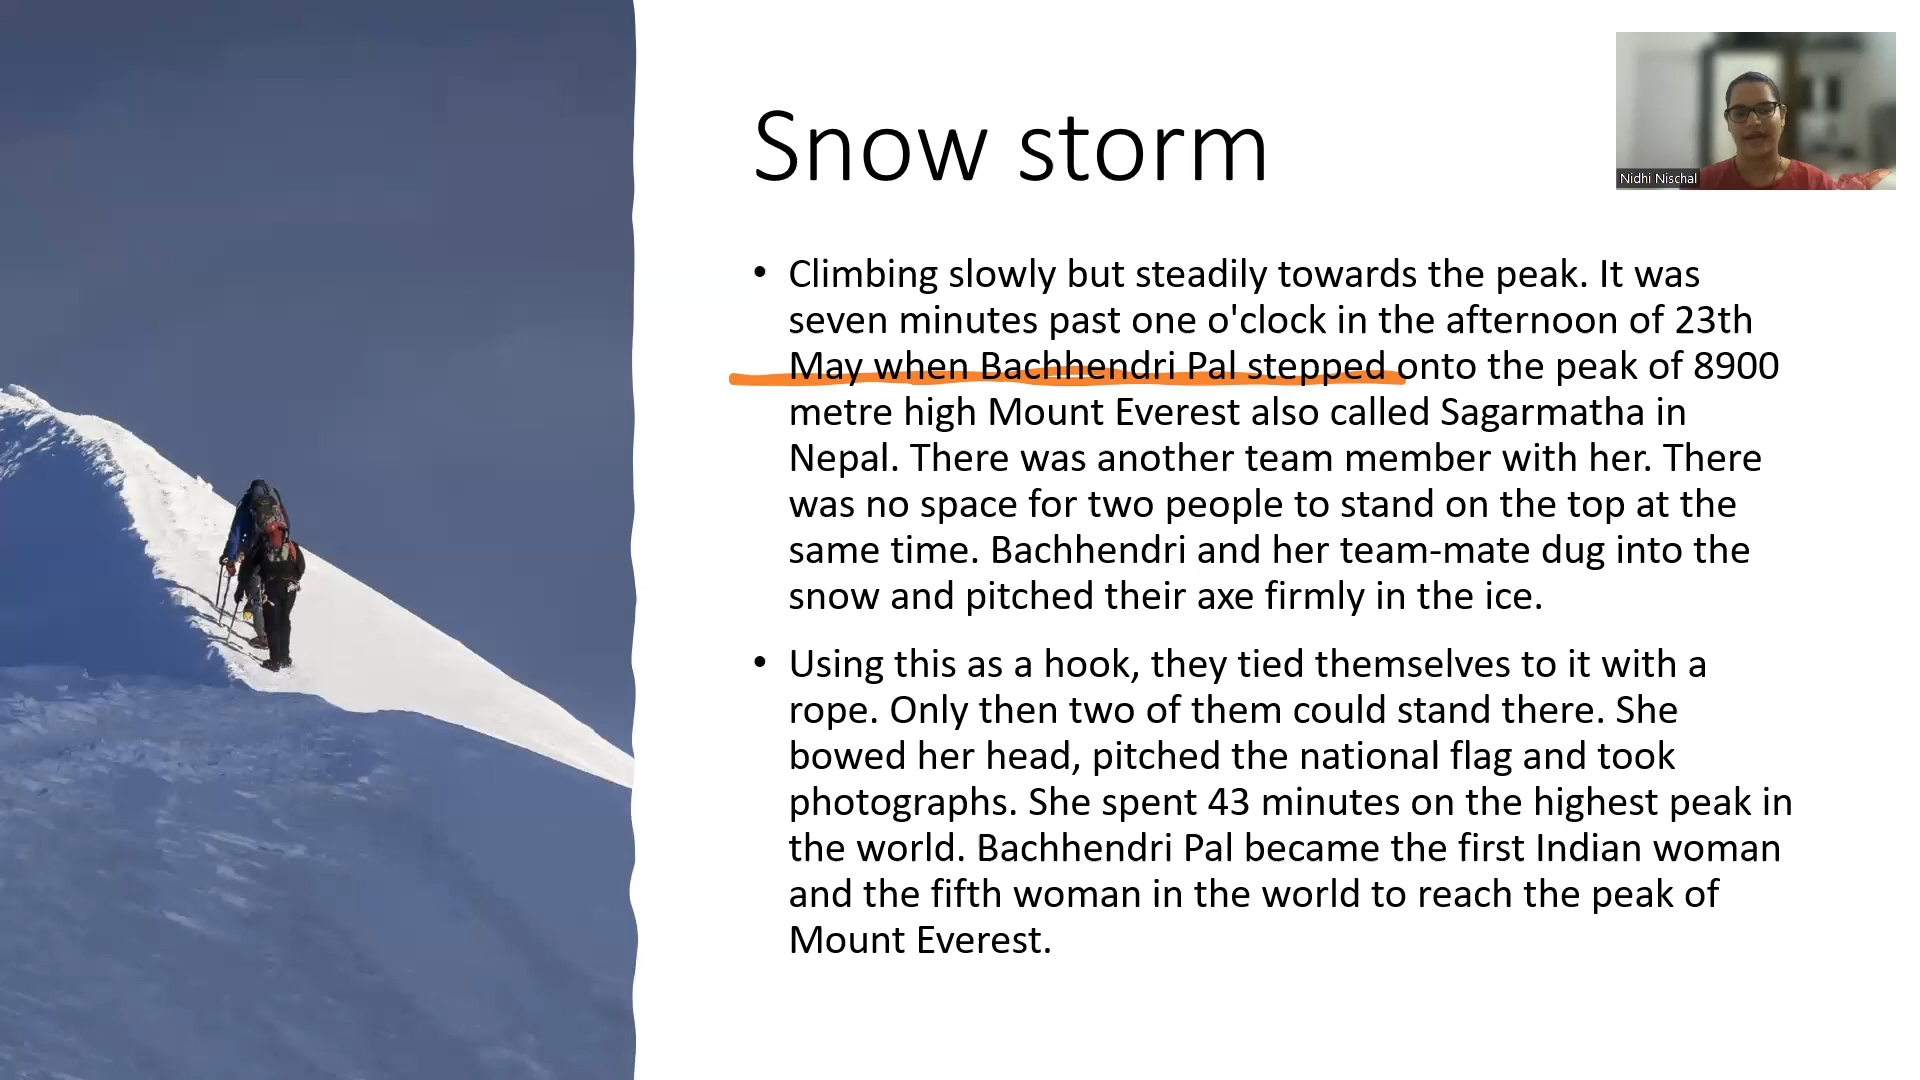 Snow storm
Nidhi Nischal
• Climbing slowly but steadily towards the peak. It was
seven minutes past one o'clock in the afternoon of 23th
May when Bachhendri Pal stepped onto the peak of 8900
metre high Mount Everest also called Sagarmatha in
Nepal. There was another team member with her. There
was no space for two people to stand on the top at the
same time. Bachhendri and her team-mate dug into the
snow and pitched their axe firmly in the ice.
• Using this as a hook, they tied themselves to it with a
rope. Only then two of them could stand there. She
bowed her head, pitched the national flag and took
photographs. She spent 43 minutes on the highest peak in
the world. Bachhendri Pal became the first Indian woman
and the fifth woman in the world to reach the peak of
Mount Everest.